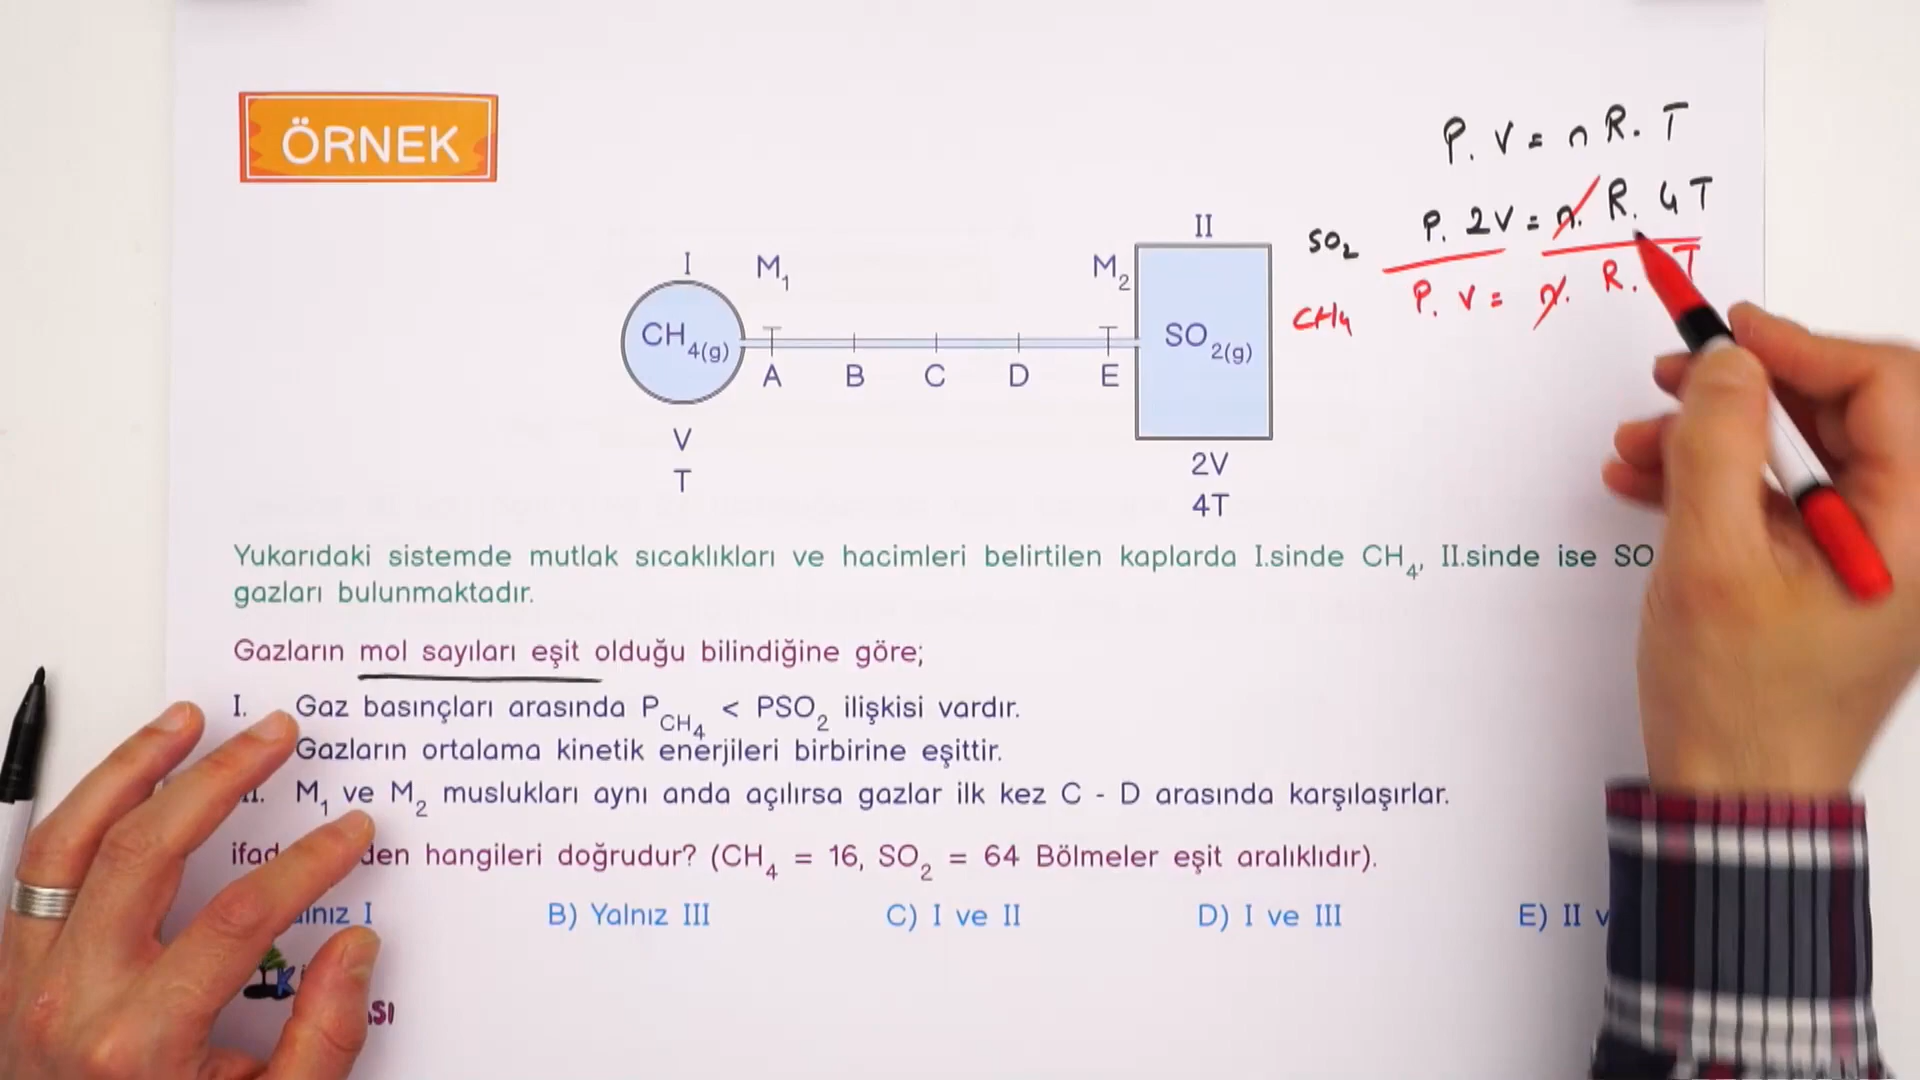 ÖRNEK
P. V = n R. T
SO2 P. 2V = n. R. 4T
CH4 P. V = n. R. T
I M1 M2 II
CH4(g) SO2(g)
A B C D E
V 2V
T 4T
Yukarıdaki sistemde mutlak sıcaklıkları ve hacimleri belirtilen kaplarda I.sinde CH4, II.sinde ise SO
gazları bulunmaktadır.
Gazların mol sayıları eşit olduğu bilindiğine göre;
I. Gaz basınçları arasında PCH4 < PSO2 ilişkisi vardır.
Gazların ortalama kinetik enerjileri birbirine eşittir.
M1 ve M2 muslukları aynı anda açılırsa gazlar ilk kez C - D arasında karşılaşırlar.
hangileri doğrudur? (CH4 = 16, SO2 = 64 Bölmeler eşit aralıklıdır).
I B) Yalnız III C) I ve II D) I ve III E) II